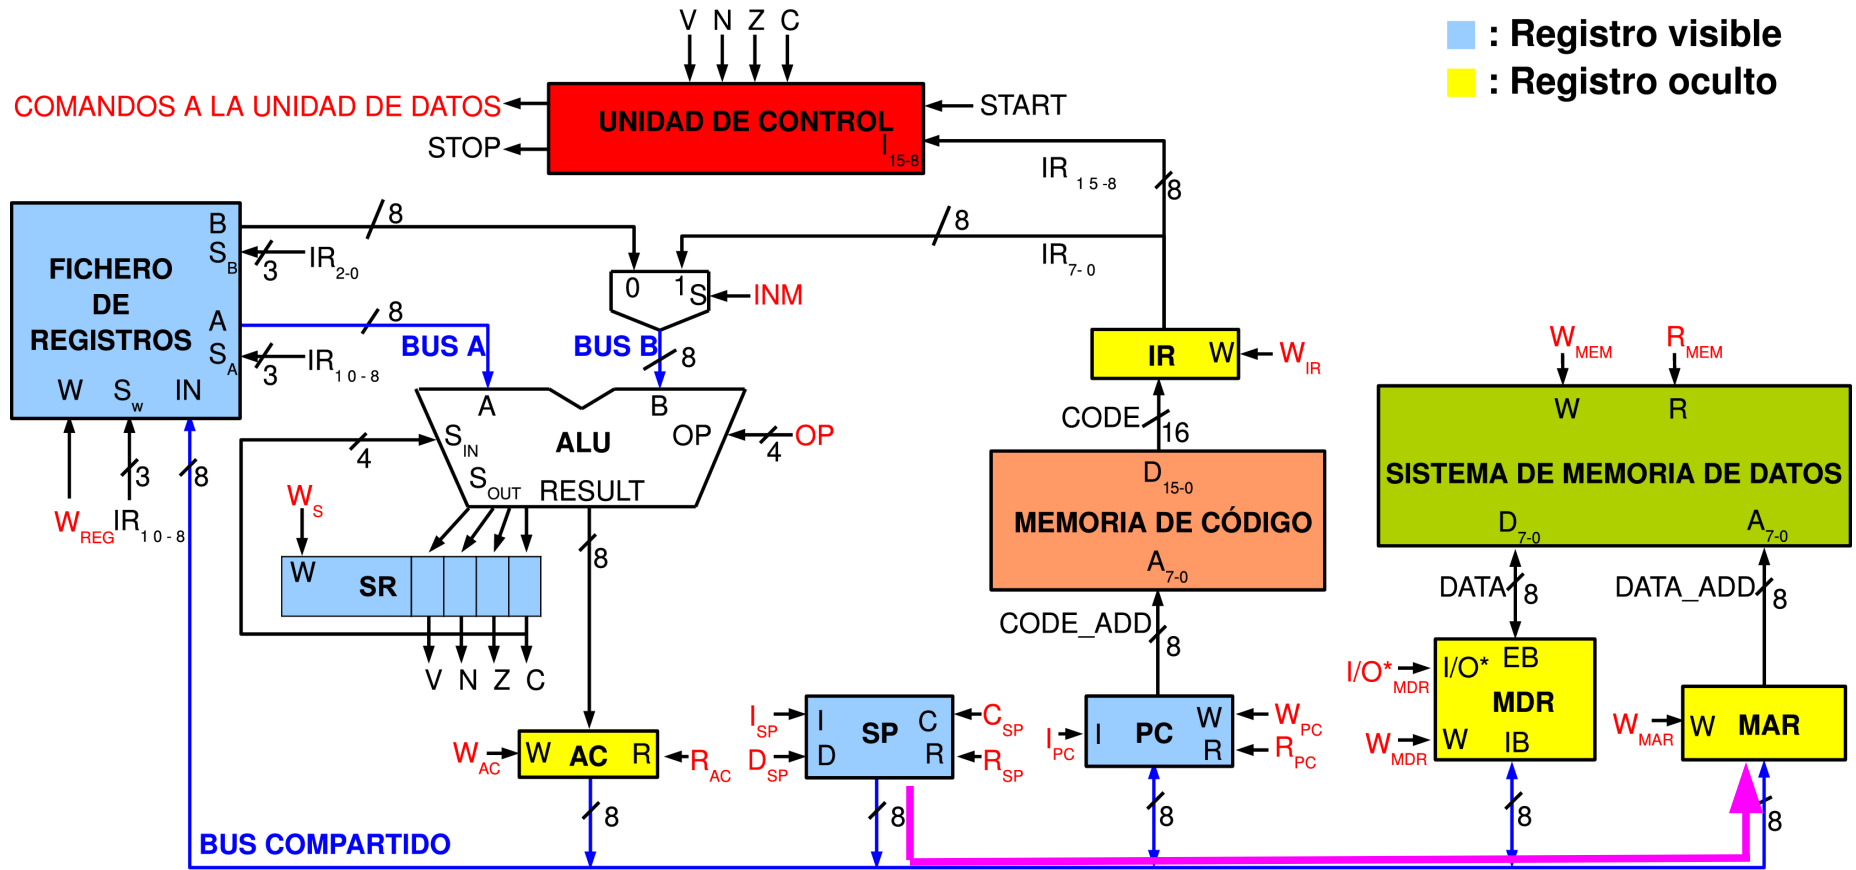 V N Z C
: Registro visible
: Registro oculto
COMANDOS A LA UNIDAD DE DATOS
START
UNIDAD DE CONTROL
STOP
I15-8
IR 15-8
8
B
8
8
SB
3
IR2-0
IR7-0
FICHERO
DE
REGISTROS
0 1 S
INM
A
8
BUS A
BUS B
8
SA
3
IR10-8
IR W
WIR
WMEM
RMEM
W SW IN
A
B
W
R
CODE
16
SIN
ALU
OP
4
OP
4
3
8
SISTEMA DE MEMORIA DE DATOS
D15-0
SOUT
RESULT
WS
WREG
IR10-8
MEMORIA DE CÓDIGO
D7-0
A7-0
8
A7-0
W
SR
DATA
8
DATA_ADD
8
CODE_ADD
8
V N Z C
I/O*MDR
I/O*
EB
MDR
ISP
I
C
CSP
SP
W
WPC
IPC
I
PC
WMAR
W
MAR
WAC
W AC R
RAC
DSP
D
R
RSP
R
RPC
WMDR
W
IB
8
8
8
8
8
BUS COMPARTIDO